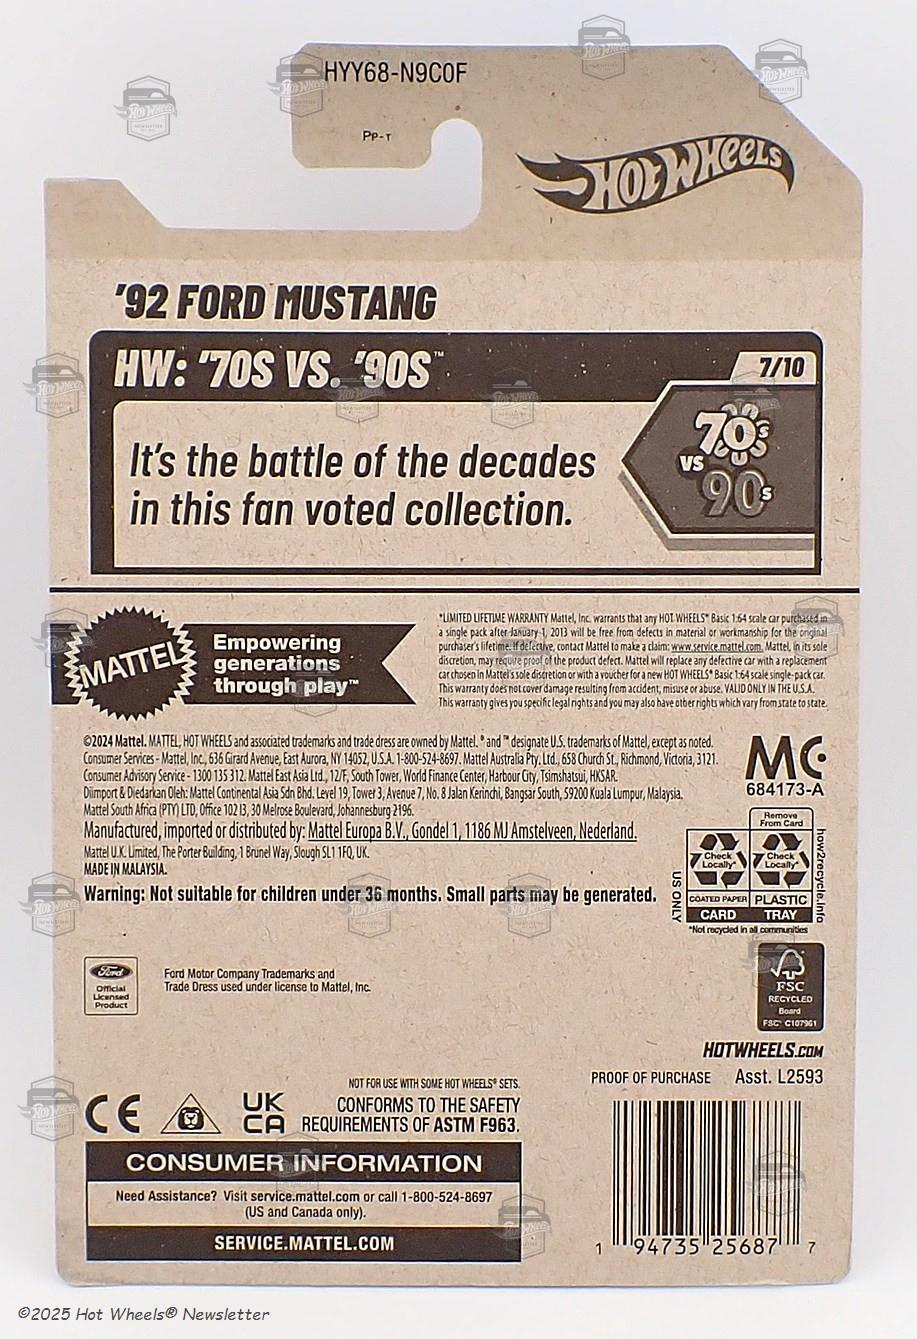 HYY68-N9C0F
PP-T
HOT WHEELS
'92 FORD MUSTANG
HW: '70S VS. '90S™
7/10
It's the battle of the decades
in this fan voted collection.
70s
vs
90s
MATTEL
Empowering
generations
through play™
*LIMITED LIFETIME WARRANTY Mattel, Inc. warrants that any HOT WHEELS® Basic 1:64 scale car purchased in
a single pack after January 1, 2013 will be free from defects in material or workmanship for the original
purchaser's lifetime. If defective, contact Mattel to make a claim: www.service.mattel.com. Mattel, in its sole
discretion, may require proof of the product defect. Mattel will replace any defective car with a replacement
car chosen in Mattel's sole discretion or with a voucher for a new HOT WHEELS® Basic 1:64 scale single-pack car.
This warranty does not cover damage resulting from accident, misuse or abuse. VALID ONLY IN THE U.S.A.
This warranty gives you specific legal rights and you may also have other rights which vary from state to state.
©2024 Mattel. MATTEL, HOT WHEELS and associated trademarks and trade dress are owned by Mattel. ® and ™ designate U.S. trademarks of Mattel, except as noted.
Consumer Services - Mattel, Inc., 636 Girard Avenue, East Aurora, NY 14052, U.S.A. 1-800-524-8697. Mattel Australia Pty. Ltd., 658 Church St., Richmond, Victoria, 3121.
Consumer Advisory Service - 1300 135 312. Mattel East Asia Ltd., 12/F, South Tower, World Finance Center, Harbour City, Tsimshatsui, HKSAR.
Diimport & Diedarkan Oleh: Mattel Continental Asia Sdn Bhd. Level 19, Tower 3, Avenue 7, No. 8 Jalan Kerinchi, Bangsar South, 59200 Kuala Lumpur, Malaysia.
Mattel South Africa (PTY) LTD, Office 102 I3, 30 Melrose Boulevard, Johannesburg 2196.
Manufactured, imported or distributed by: Mattel Europa B.V., Gondel 1, 1186 MJ Amstelveen, Nederland.
Mattel U.K. Limited, The Porter Building, 1 Brunel Way, Slough SL1 1FQ, UK.
MADE IN MALAYSIA.
Warning: Not suitable for children under 36 months. Small parts may be generated.
MC
684173-A
Remove
From Card
Check
Locally*
Check
Locally*
COATED PAPER
PLASTIC
CARD
TRAY
US ONLY
how2recycle.info
*Not recycled in all communities
Ford
Official
Licensed
Product
Ford Motor Company Trademarks and
Trade Dress used under license to Mattel, Inc.
FSC
RECYCLED
Board
FSC® C107961
HOTWHEELS.COM
PROOF OF PURCHASE Asst. L2593
CE
UK
CA
NOT FOR USE WITH SOME HOT WHEELS® SETS.
CONFORMS TO THE SAFETY
REQUIREMENTS OF ASTM F963.
CONSUMER INFORMATION
Need Assistance? Visit service.mattel.com or call 1-800-524-8697
(US and Canada only).
SERVICE.MATTEL.COM
1 94735 25687 7
©2025 Hot Wheels® Newsletter